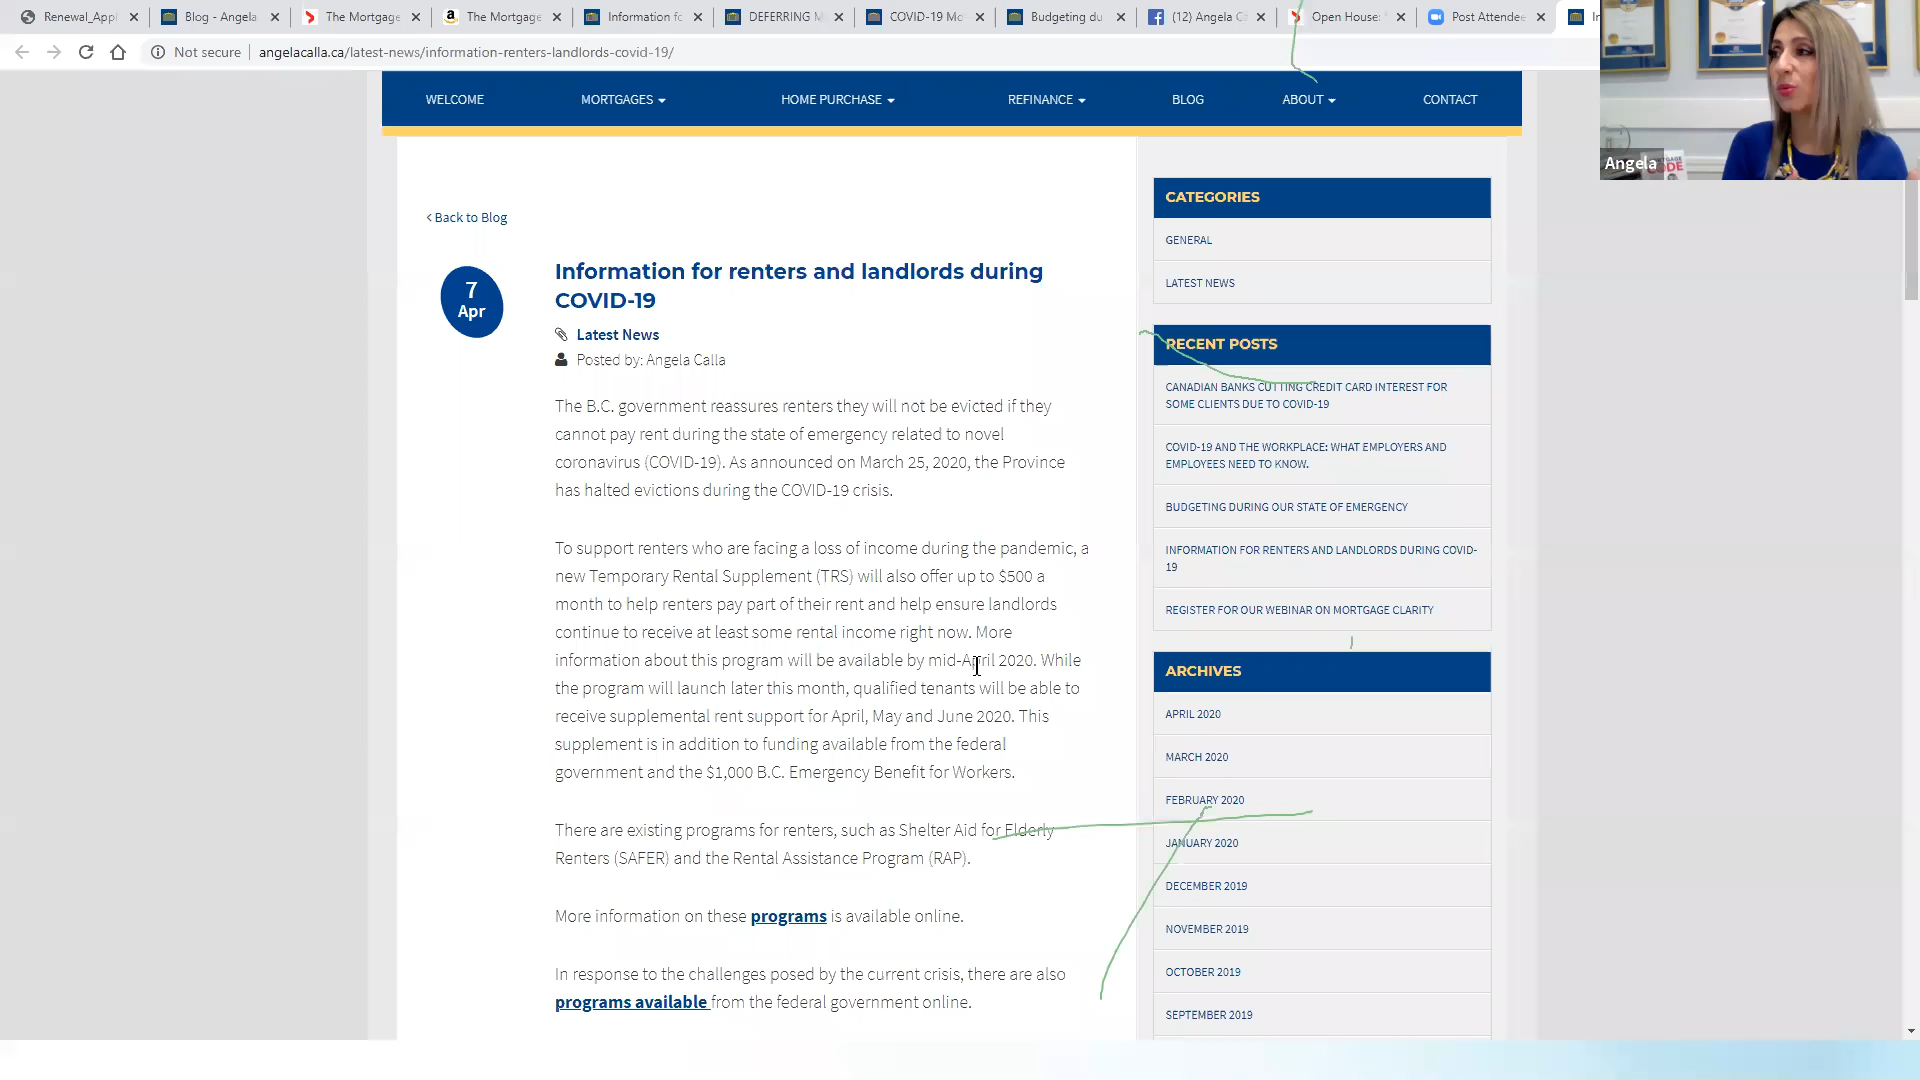 Renewal_Appl
Blog - Angela
The Mortgage
The Mortgage
Information fo
DEFERRING M
COVID-19 Mo
Budgeting du
(12) Angela C
Open House:
Post Attendee
Not secure
angelacalla.ca/latest-news/information-renters-landlords-covid-19/
WELCOME
MORTGAGES
HOME PURCHASE
REFINANCE
BLOG
ABOUT
CONTACT
Angela
CODE
< Back to Blog
7
Apr
Information for renters and landlords during
COVID-19
Latest News
Posted by: Angela Calla
The B.C. government reassures renters they will not be evicted if they
cannot pay rent during the state of emergency related to novel
coronavirus (COVID-19). As announced on March 25, 2020, the Province
has halted evictions during the COVID-19 crisis.
To support renters who are facing a loss of income during the pandemic, a
new Temporary Rental Supplement (TRS) will also offer up to $500 a
month to help renters pay part of their rent and help ensure landlords
continue to receive at least some rental income right now. More
information about this program will be available by mid-April 2020. While
the program will launch later this month, qualified tenants will be able to
receive supplemental rent support for April, May and June 2020. This
supplement is in addition to funding available from the federal
government and the $1,000 B.C. Emergency Benefit for Workers.
There are existing programs for renters, such as Shelter Aid for Elderly
Renters (SAFER) and the Rental Assistance Program (RAP).
More information on these programs is available online.
In response to the challenges posed by the current crisis, there are also
programs available from the federal government online.
CATEGORIES
GENERAL
LATEST NEWS
RECENT POSTS
CANADIAN BANKS CUTTING CREDIT CARD INTEREST FOR
SOME CLIENTS DUE TO COVID-19
COVID-19 AND THE WORKPLACE: WHAT EMPLOYERS AND
EMPLOYEES NEED TO KNOW.
BUDGETING DURING OUR STATE OF EMERGENCY
INFORMATION FOR RENTERS AND LANDLORDS DURING COVID-
19
REGISTER FOR OUR WEBINAR ON MORTGAGE CLARITY
ARCHIVES
APRIL 2020
MARCH 2020
FEBRUARY 2020
JANUARY 2020
DECEMBER 2019
NOVEMBER 2019
OCTOBER 2019
SEPTEMBER 2019